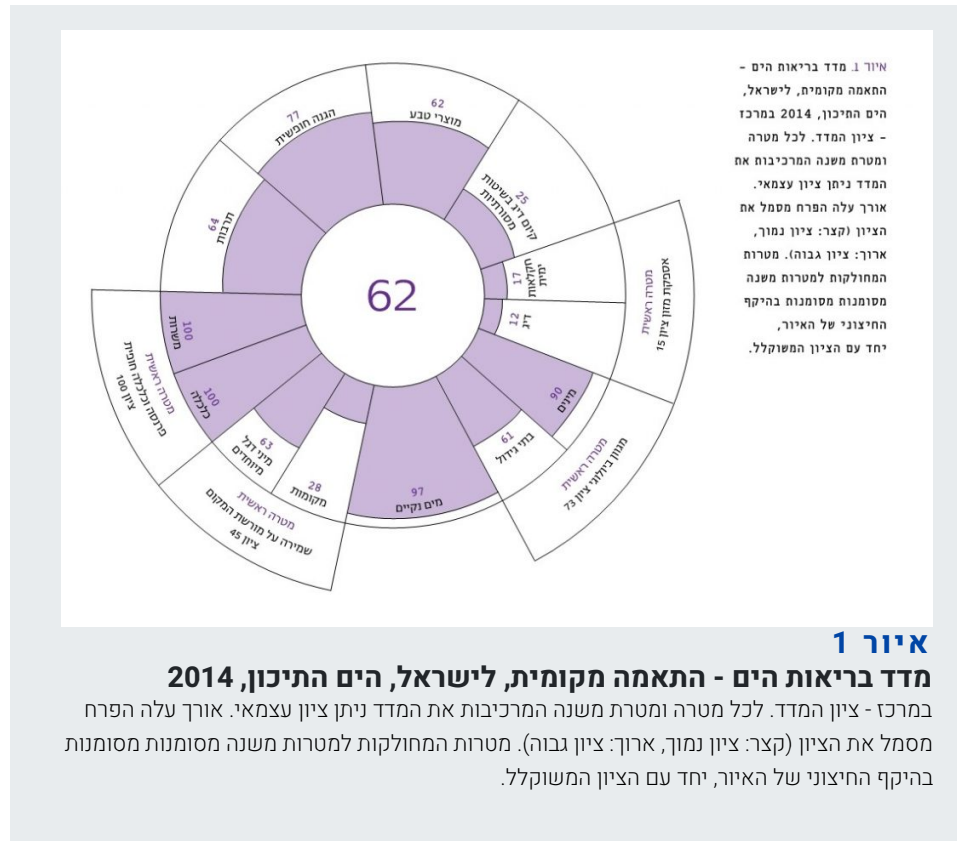 איור 1. מדד בריאות הים –
התאמה מקומית, לישראל,
הים התיכון, 2014 במרכז
– ציון המדד. לכל מטרה
ומטרת משנה המרכיבות את
המדד ניתן ציון עצמאי.
אורך עלה הפרח מסמל את
הציון (קצר: ציון נמוך,
ארוך: ציון גבוה). מטרות
המחולקות למטרות משנה
מסומנות מסומנות בהיקף
החיצוני של האיור,
יחד עם הציון המשוקלל.
62
62
מוצרי טבע
25
קיום דיג בשיטות
מסורתיות
17
חקלאות
ימית
12
דיג
מטרה ראשית
אספקת מזון ציון 15
90
מינים
61
בתי גידול
מטרה ראשית
מגוון ביולוגי ציון 73
97
מים נקיים
28
מקומות
63
מיני דגל
מיוחדים
מטרה ראשית
שמירה על מורשת המקום
ציון 45
100
כלכלה
100
משרות
מטרה ראשית
פרנסה וכלכלה חופית
ציון 100
64
תרבות
77
הגנה חופשית
איור 1
מדד בריאות הים - התאמה מקומית, לישראל, הים התיכון, 2014
במרכז - ציון המדד. לכל מטרה ומטרת משנה המרכיבות את המדד ניתן ציון עצמאי. אורך עלה הפרח
מסמל את הציון (קצר: ציון נמוך, ארוך: ציון גבוה). מטרות המחולקות למטרות משנה מסומנות מסומנות
בהיקף החיצוני של האיור, יחד עם הציון המשוקלל.